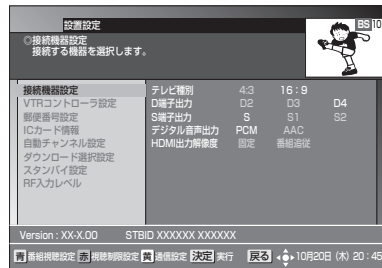 設置設定
BS 10
◎接続機器設定
接続する機器を選択します。
接続機器設定
VTRコントローラ設定
郵便番号設定
ICカード情報
自動チャンネル設定
ダウンロード選択設定
スタンバイ設定
RF入力レベル
テレビ種別 4:3 16:9
D端子出力 D2 D3 D4
S端子出力 S S1 S2
デジタル音声出力 PCM AAC
HDMI出力解像度 固定 番組追従
Version : XX-X.00 STBID XXXXXX XXXXXX
青 番組視聴設定 赤 視聴制限設定 黄 通信設定 決定 実行 戻る 10月20日 (木) 20:45